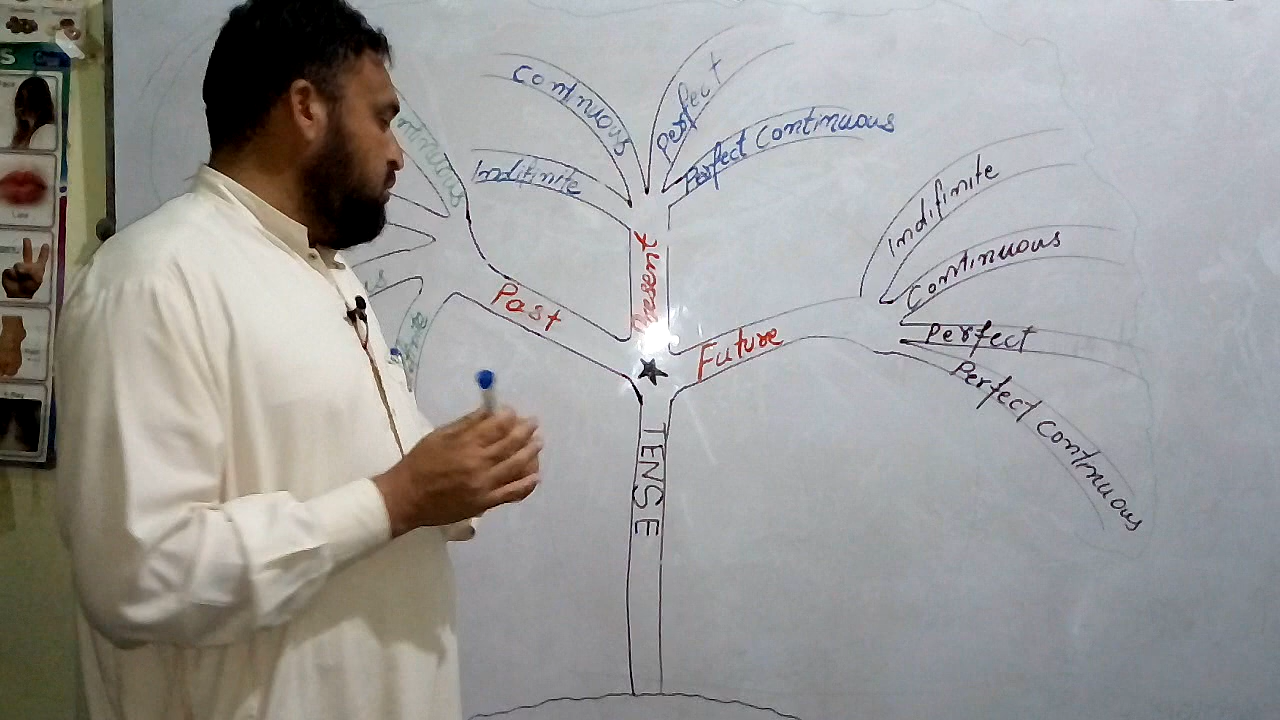 Continuous
Perfect
Perfect Continuous
Indifinite
Present
Past
Future
Indifinite
Continuous
Perfect
Perfect Continuous
TENSE